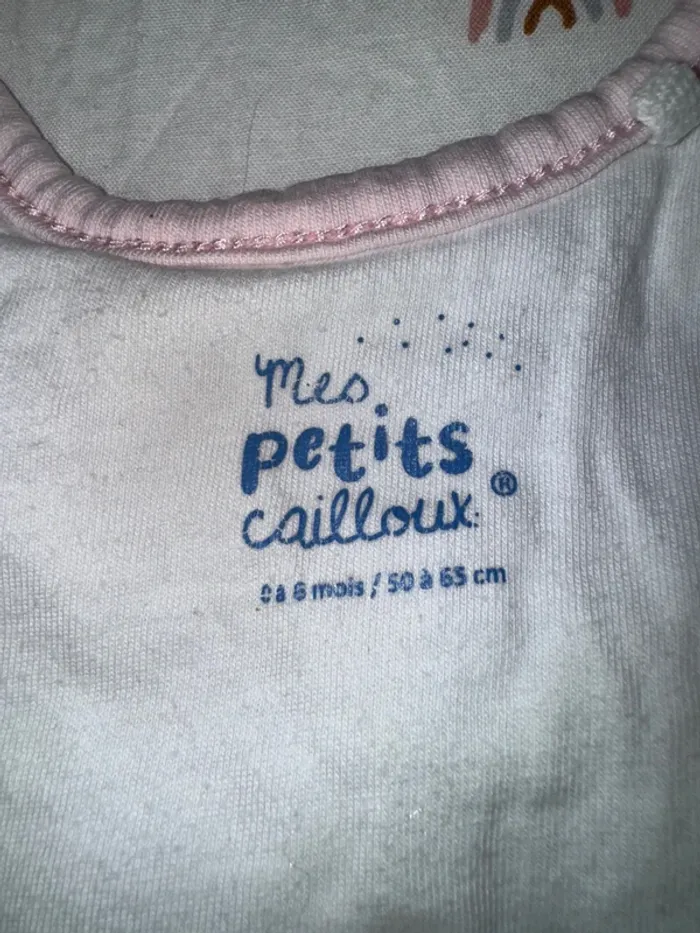 Mes
petits
cailloux ®
0 à 6 mois / 50 à 65 cm